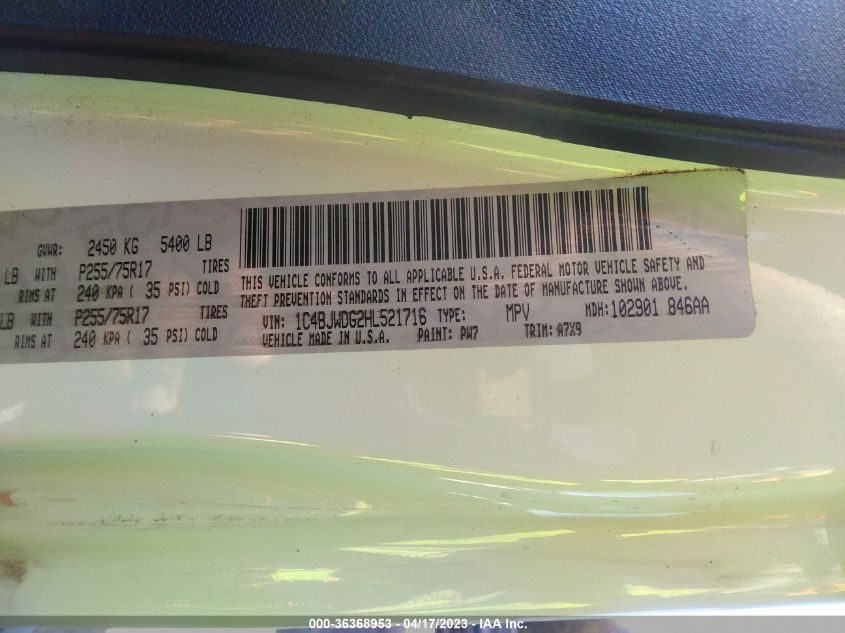 GVWR: 2450 KG 5400 LB
LB WITH P255/75R17 TIRES
RIMS AT 240 KPA ( 35 PSI) COLD
LB WITH P255/75R17 TIRES
RIMS AT 240 KPA ( 35 PSI) COLD
THIS VEHICLE CONFORMS TO ALL APPLICABLE U.S.A. FEDERAL MOTOR VEHICLE SAFETY AND
THEFT PREVENTION STANDARDS IN EFFECT ON THE DATE OF MANUFACTURE SHOWN ABOVE.
VIN: 1C4BJWDG2HL521716 TYPE: MPV MDH: 102901 846AA
VEHICLE MADE IN U.S.A. PAINT: PW7 TRIM: A7X9
000-36368953 - 04/17/2023 - IAA Inc.